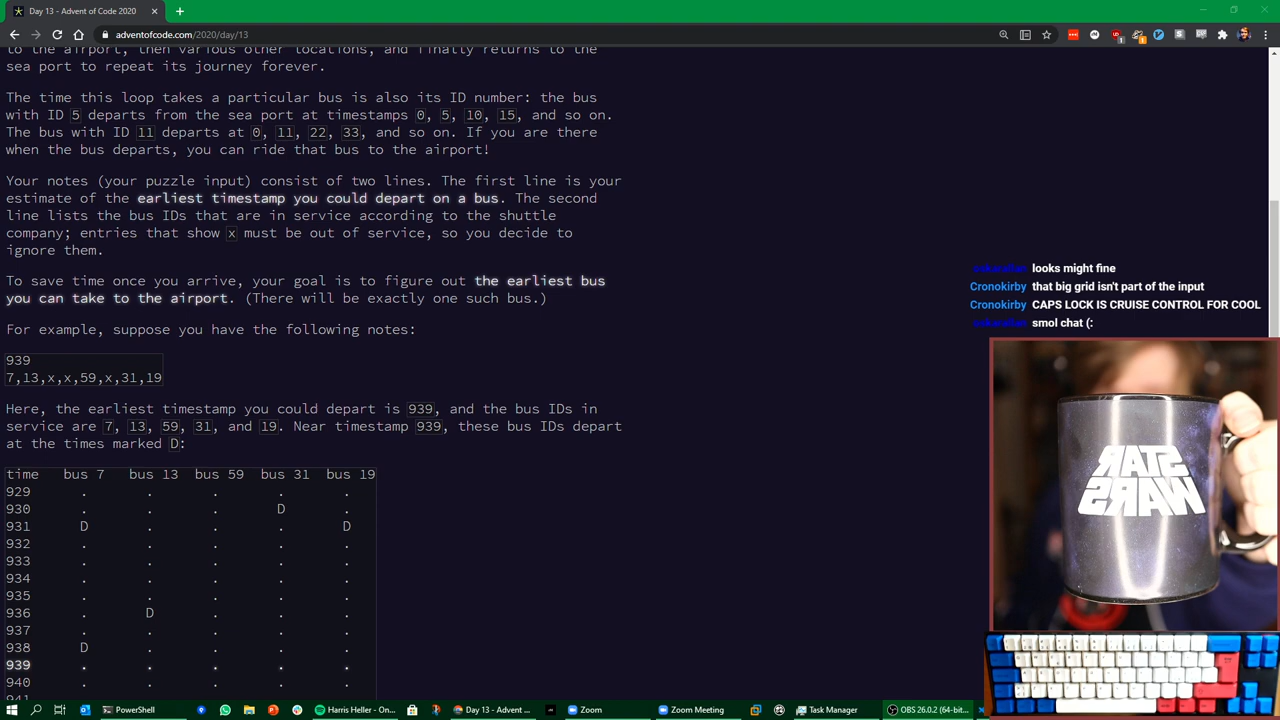 Day 13 - Advent of Code 2020
adventofcode.com/2020/day/13
to the airport, then various other locations, and finally returns to the
sea port to repeat its journey forever.
The time this loop takes a particular bus is also its ID number: the bus
with ID 5 departs from the sea port at timestamps 0, 5, 10, 15, and so on.
The bus with ID 11 departs at 0, 11, 22, 33, and so on. If you are there
when the bus departs, you can ride that bus to the airport!
Your notes (your puzzle input) consist of two lines. The first line is your
estimate of the earliest timestamp you could depart on a bus. The second
line lists the bus IDs that are in service according to the shuttle
company; entries that show x must be out of service, so you decide to
ignore them.
To save time once you arrive, your goal is to figure out the earliest bus
you can take to the airport. (There will be exactly one such bus.)
For example, suppose you have the following notes:
939
7,13,x,x,59,x,31,19
Here, the earliest timestamp you could depart is 939, and the bus IDs in
service are 7, 13, 59, 31, and 19. Near timestamp 939, these bus IDs depart
at the times marked D:
time bus 7 bus 13 bus 59 bus 31 bus 19
929 . . . . .
930 . . . D .
931 D . . . D
932 . . . . .
933 . . . . .
934 . . . . .
935 . . . . .
936 . D . . .
937 . . . . .
938 D . . . .
939 . . . . .
940 . . . . .
941
looks might fine
Cronokirby that big grid isn't part of the input
Cronokirby CAPS LOCK IS CRUISE CONTROL FOR COOL
smol chat (:
STAR
WARS
PowerShell
Harris Heller - On...
Day 13 - Advent ...
Zoom
Zoom Meeting
Task Manager
OBS 26.0.2 (64-bit...